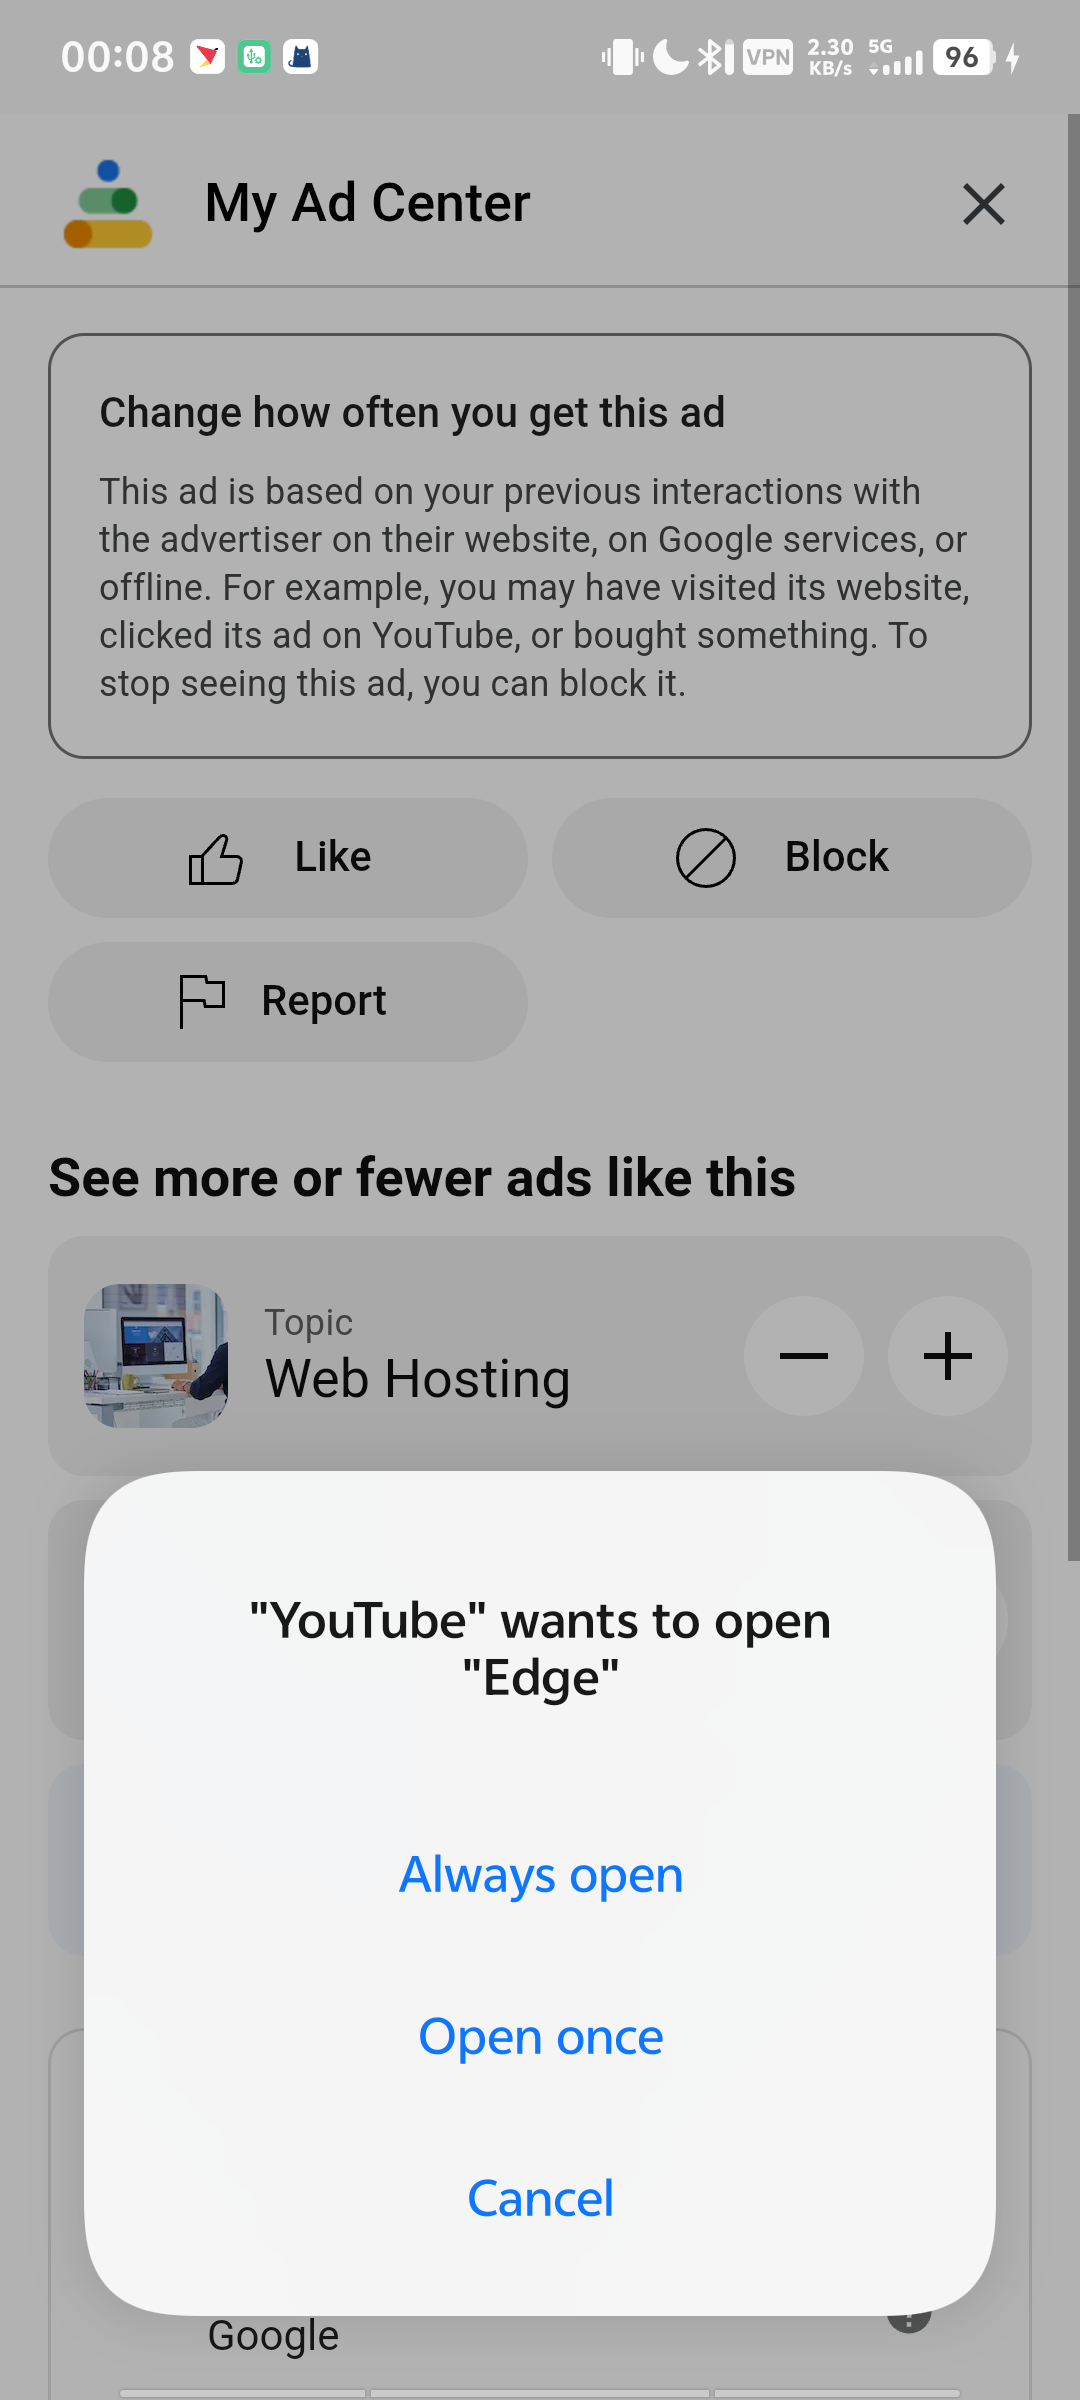 00:08
VPN
2.30
KB/s
5G
96
My Ad Center
Change how often you get this ad
This ad is based on your previous interactions with
the advertiser on their website, on Google services, or
offline. For example, you may have visited its website,
clicked its ad on YouTube, or bought something. To
stop seeing this ad, you can block it.
Like
Block
Report
See more or fewer ads like this
Topic
Web Hosting
"YouTube" wants to open
"Edge"
Always open
Open once
Cancel
Google